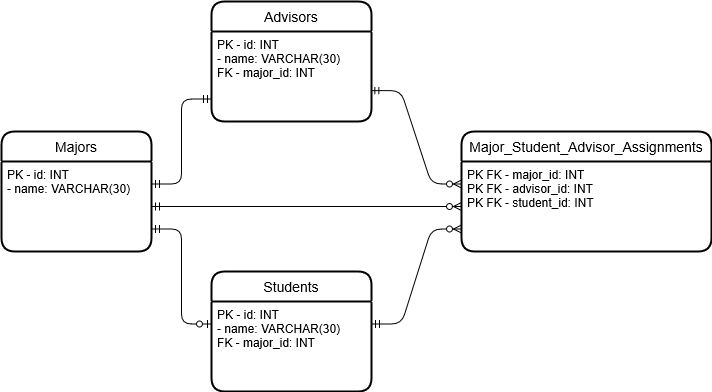 Advisors
PK - id: INT
- name: VARCHAR(30)
FK - major_id: INT
Majors
PK - id: INT
- name: VARCHAR(30)
Major_Student_Advisor_Assignments
PK FK - major_id: INT
PK FK - advisor_id: INT
PK FK - student_id: INT
Students
PK - id: INT
- name: VARCHAR(30)
FK - major_id: INT